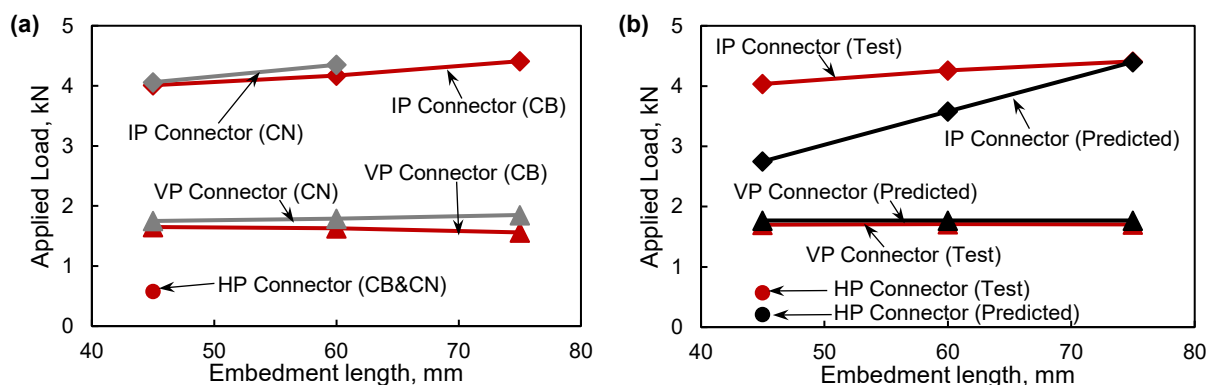 (a)
5
4
3
2
1
0
Applied Load, kN
IP Connector (CN)
IP Connector (CB)
VP Connector (CN)
VP Connector (CB)
HP Connector (CB&CN)
40
50
60
70
80
Embedment length, mm
(b)
5
4
3
2
1
0
Applied Load, kN
IP Connector (Test)
IP Connector (Predicted)
VP Connector (Predicted)
VP Connector (Test)
HP Connector (Test)
HP Connector (Predicted)
40
50
60
70
80
Embedment length, mm